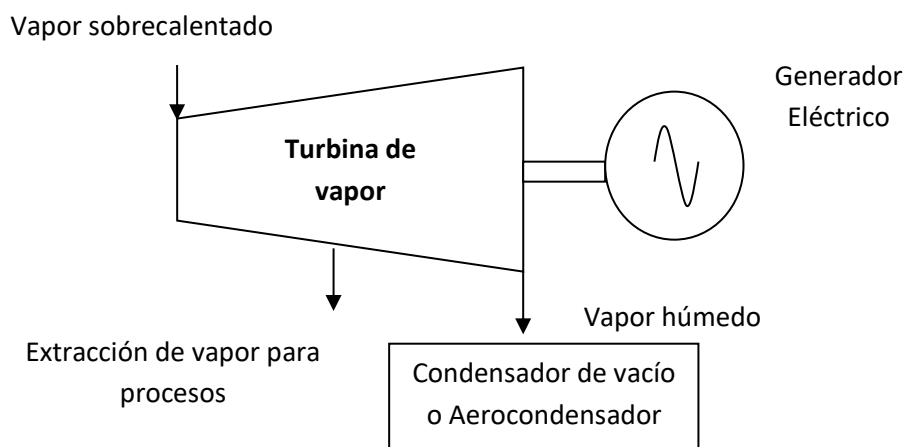 Vapor sobrecalentado
Generador
Eléctrico
Turbina de
vapor
Vapor húmedo
Extracción de vapor para
procesos
Condensador de vacío
o Aerocondensador